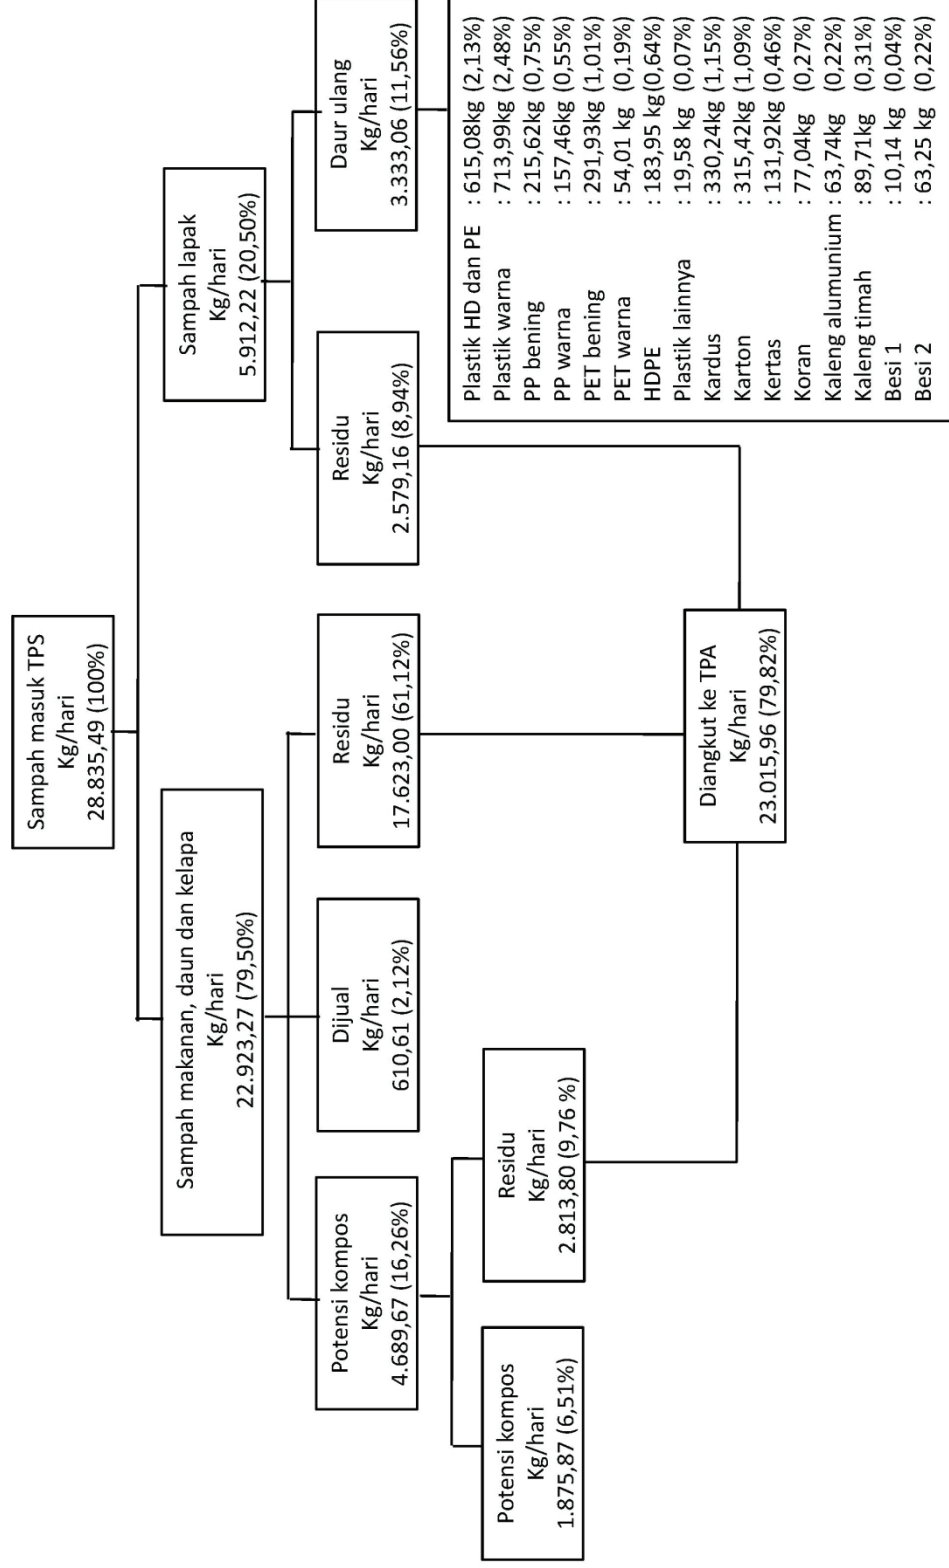 Sampah masuk TPS
Kg/hari
28.835,49 (100%)
Sampah makanan, daun dan kelapa
Kg/hari
22.923,27 (79,50%)
Sampah lapak
Kg/hari
5.912,22 (20,50%)
Potensi kompos
Kg/hari
4.689,67 (16,26%)
Dijual
Kg/hari
610,61 (2,12%)
Residu
Kg/hari
17.623,00 (61,12%)
Residu
Kg/hari
2.579,16 (8,94%)
Daur ulang
Kg/hari
3.333,06 (11,56%)
Potensi kompos
Kg/hari
1.875,87 (6,51%)
Residu
Kg/hari
2.813,80 (9,76 %)
Plastik HD dan PE : 615,08kg (2,13%)
Plastik warna : 713,99kg (2,48%)
PP bening : 215,62kg (0,75%)
PP warna : 157,46kg (0,55%)
PET bening : 291,93kg (1,01%)
PET warna : 54,01 kg (0,19%)
HDPE : 183,95 kg(0,64%)
Plastik lainnya : 19,58 kg (0,07%)
Kardus : 330,24kg (1,15%)
Karton : 315,42kg (1,09%)
Kertas : 131,92kg (0,46%)
Koran : 77,04kg (0,27%)
Kaleng alumunium : 63,74kg (0,22%)
Kaleng timah : 89,71kg (0,31%)
Besi 1 : 10,14 kg (0,04%)
Besi 2 : 63,25 kg (0,22%)
Diangkut ke TPA
Kg/hari
23.015,96 (79,82%)